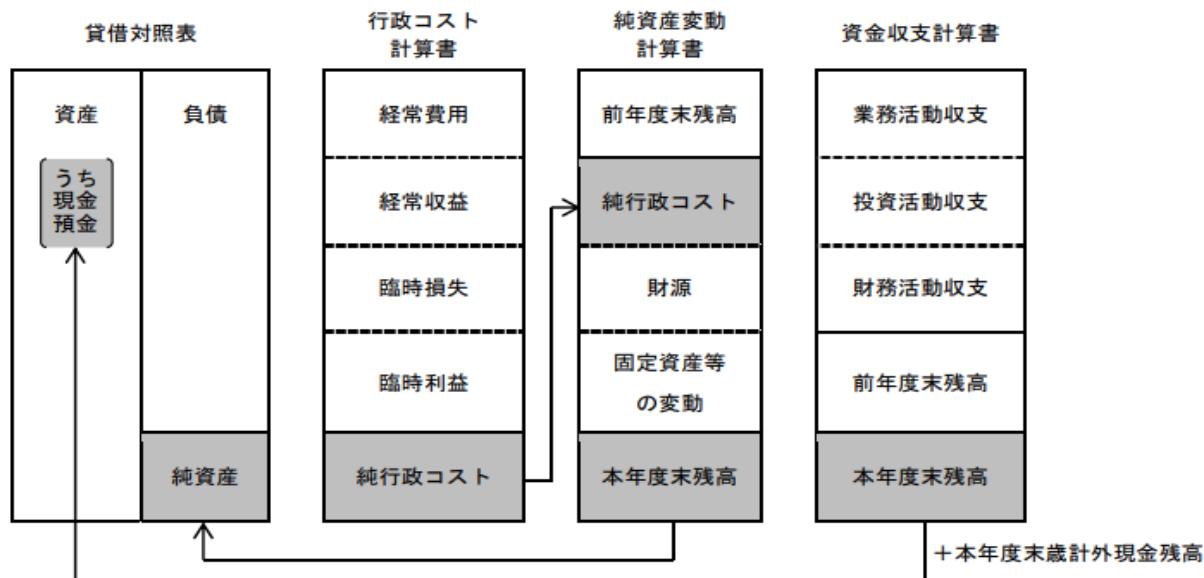 貸借対照表
資産
うち
現金
預金
負債
純資産
行政コスト
計算書
経常費用
経常収益
臨時損失
臨時利益
純行政コスト
純資産変動
計算書
前年度末残高
純行政コスト
財源
固定資産等
の変動
本年度末残高
資金収支計算書
業務活動収支
投資活動収支
財務活動収支
前年度末残高
本年度末残高
＋本年度末歳計外現金残高